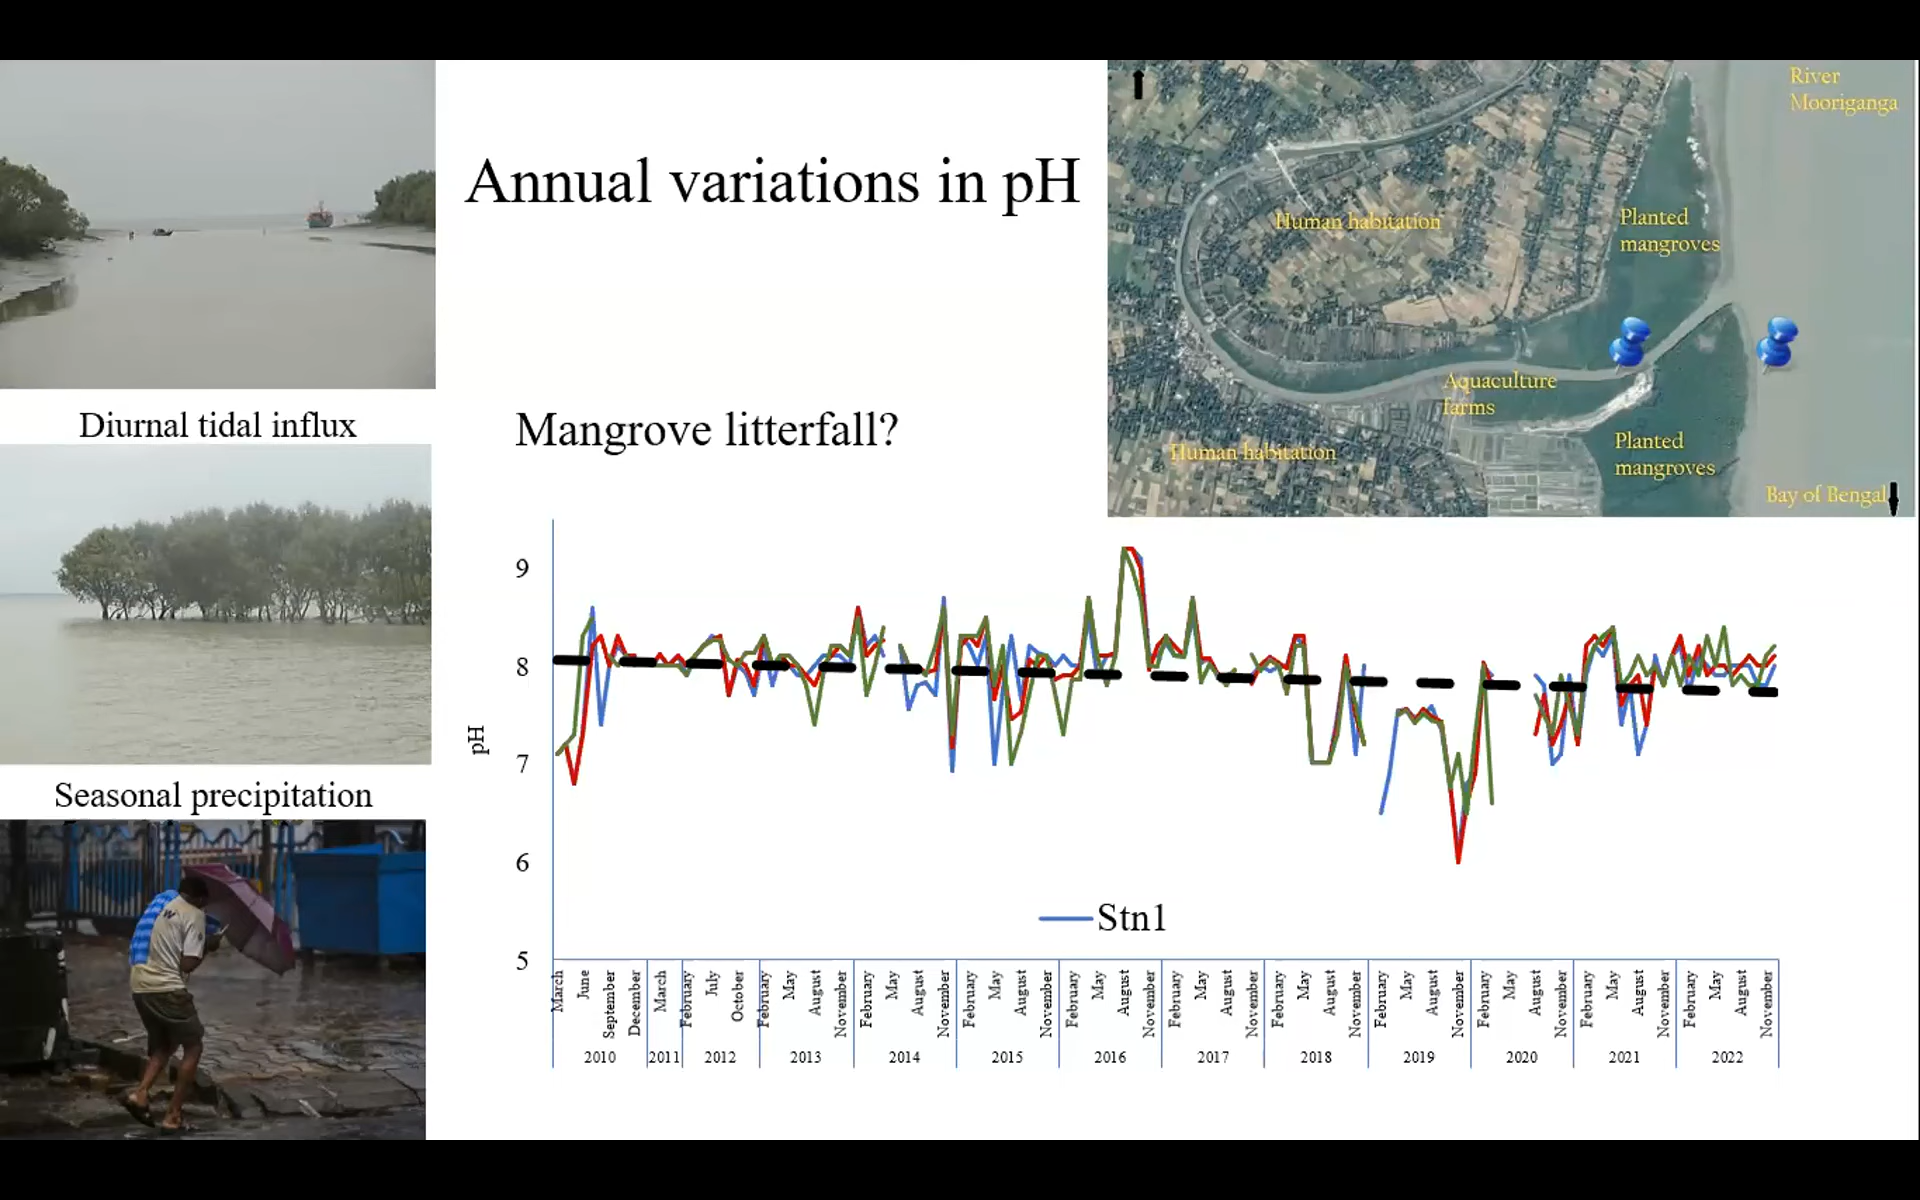 Annual variations in pH
Diurnal tidal influx
Mangrove litterfall?
Seasonal precipitation
River
Mooriganga
Human habitation
Planted
mangroves
Aquaculture
farms
Human habitation
Planted
mangroves
Bay of Bengal
pH
9
8
7
6
5
Stn1
March June September December March February July October February May August November February May August November February May August November February May August November February May August November February May August November February May August November February May August November February May August November February May August November
2010 2011 2012 2013 2014 2015 2016 2017 2018 2019 2020 2021 2022